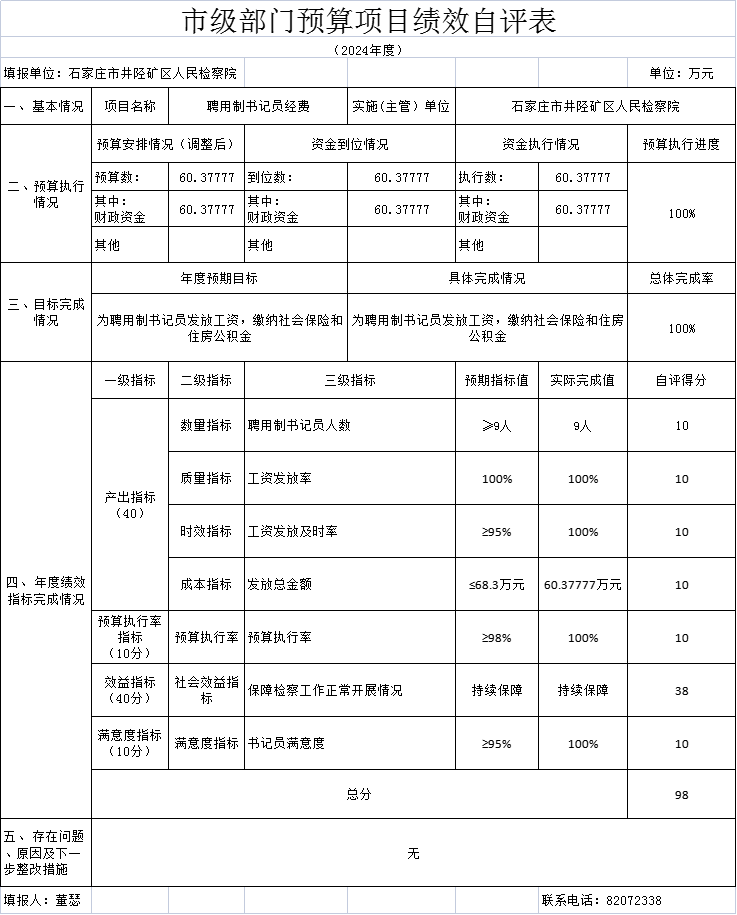 市级部门预算项目绩效自评表
（2024年度）
填报单位：石家庄市井陉矿区人民检察院 单位：万元
一、基本情况 项目名称 聘用制书记员经费 实施(主管）单位 石家庄市井陉矿区人民检察院
二、预算执行情况 预算安排情况（调整后） 资金到位情况 资金执行情况 预算执行进度
预算数： 60.37777 到位数： 60.37777 执行数： 60.37777 100%
其中：财政资金 60.37777 其中：财政资金 60.37777 其中：财政资金 60.37777
其他 其他 其他
三、目标完成情况 年度预期目标 具体完成情况 总体完成率
为聘用制书记员发放工资，缴纳社会保险和住房公积金 为聘用制书记员发放工资，缴纳社会保险和住房公积金 100%
四、年度绩效指标完成情况 一级指标 二级指标 三级指标 预期指标值 实际完成值 自评得分
产出指标（40） 数量指标 聘用制书记员人数 ≥9人 9人 10
质量指标 工资发放率 100% 100% 10
时效指标 工资发放及时率 ≥95% 100% 10
成本指标 发放总金额 ≤68.3万元 60.37777万元 10
预算执行率指标（10分） 预算执行率 预算执行率 ≥98% 100% 10
效益指标（40分） 社会效益指标 保障检察工作正常开展情况 持续保障 持续保障 38
满意度指标（10分） 满意度指标 书记员满意度 ≥95% 100% 10
总分 98
五、存在问题、原因及下一步整改措施 无
填报人：董瑟 联系电话：82072338